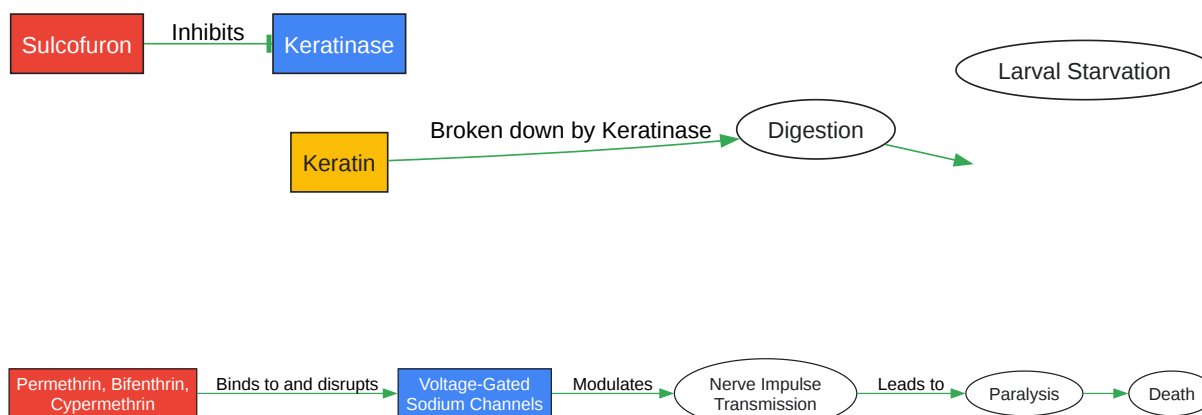 Sulcofuron
Inhibits
Keratinase
Larval Starvation
Keratin
Broken down by Keratinase
Digestion
Permethrin, Bifenthrin,
Cypermethrin
Binds to and disrupts
Voltage-Gated
Sodium Channels
Modulates
Nerve Impulse
Transmission
Leads to
Paralysis
Death